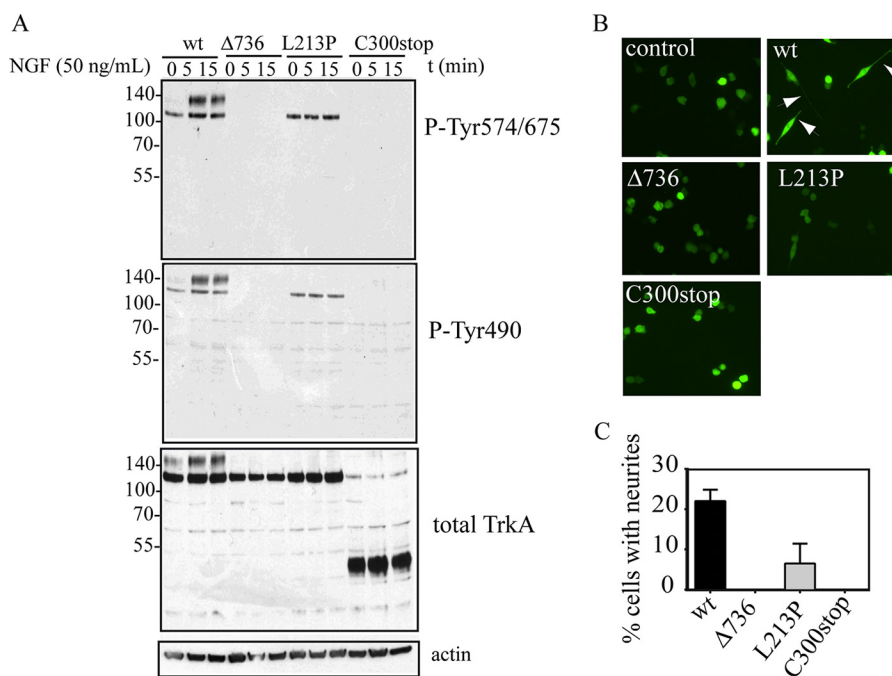 A
wt Δ736 L213P C300stop
NGF (50 ng/mL) 0 5 15 0 5 15 0 5 15 0 5 15 t (min)
140-
100-
70-
55-
P-Tyr574/675
140-
100-
70-
55-
P-Tyr490
140-
100-
70-
55-
total TrkA
actin
B
control
wt
Δ736
L213P
C300stop
C
% cells with neurites
30
20
10
0
wt
Δ736
L213P
C300stop